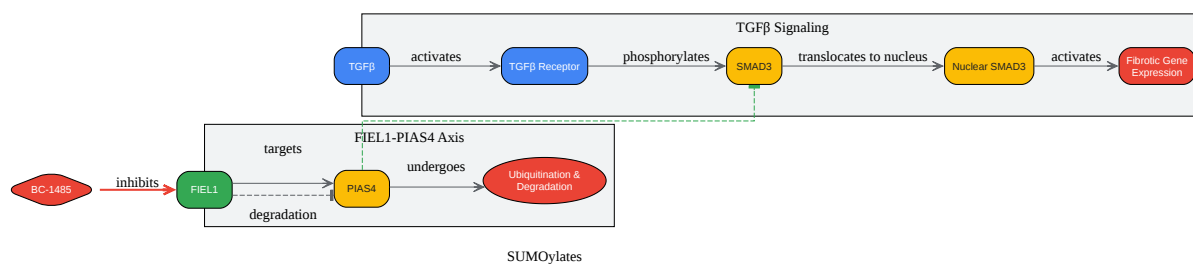 TGFβ Signaling
TGFβ
activates
TGFβ Receptor
phosphorylates
SMAD3
translocates to nucleus
Nuclear SMAD3
activates
Fibrotic Gene
Expression
FIEL1-PIAS4 Axis
BC-1485
inhibits
FIEL1
targets
degradation
PIAS4
undergoes
Ubiquitination &
Degradation
SUMOylates